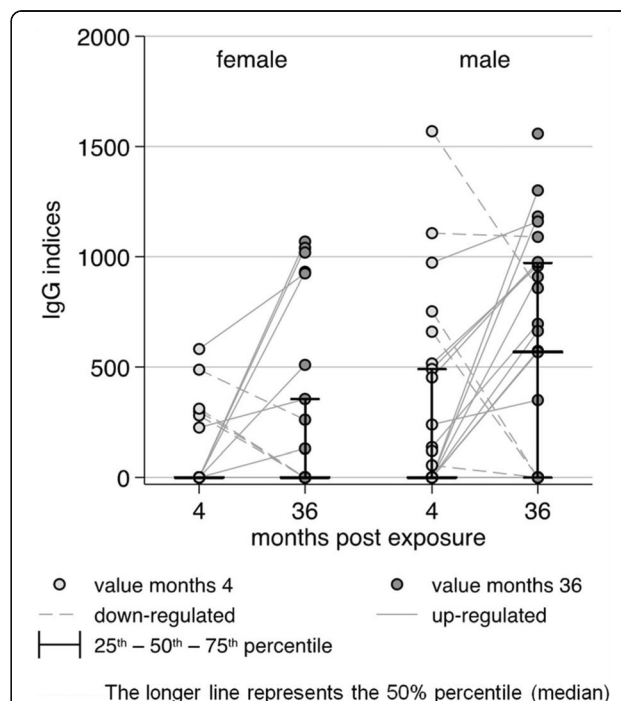 2000
1500
1000
500
0
IgG indices
female
male
4
36
4
36
months post exposure
value months 4
value months 36
down-regulated
up-regulated
25th – 50th – 75th percentile
The longer line represents the 50% percentile (median)